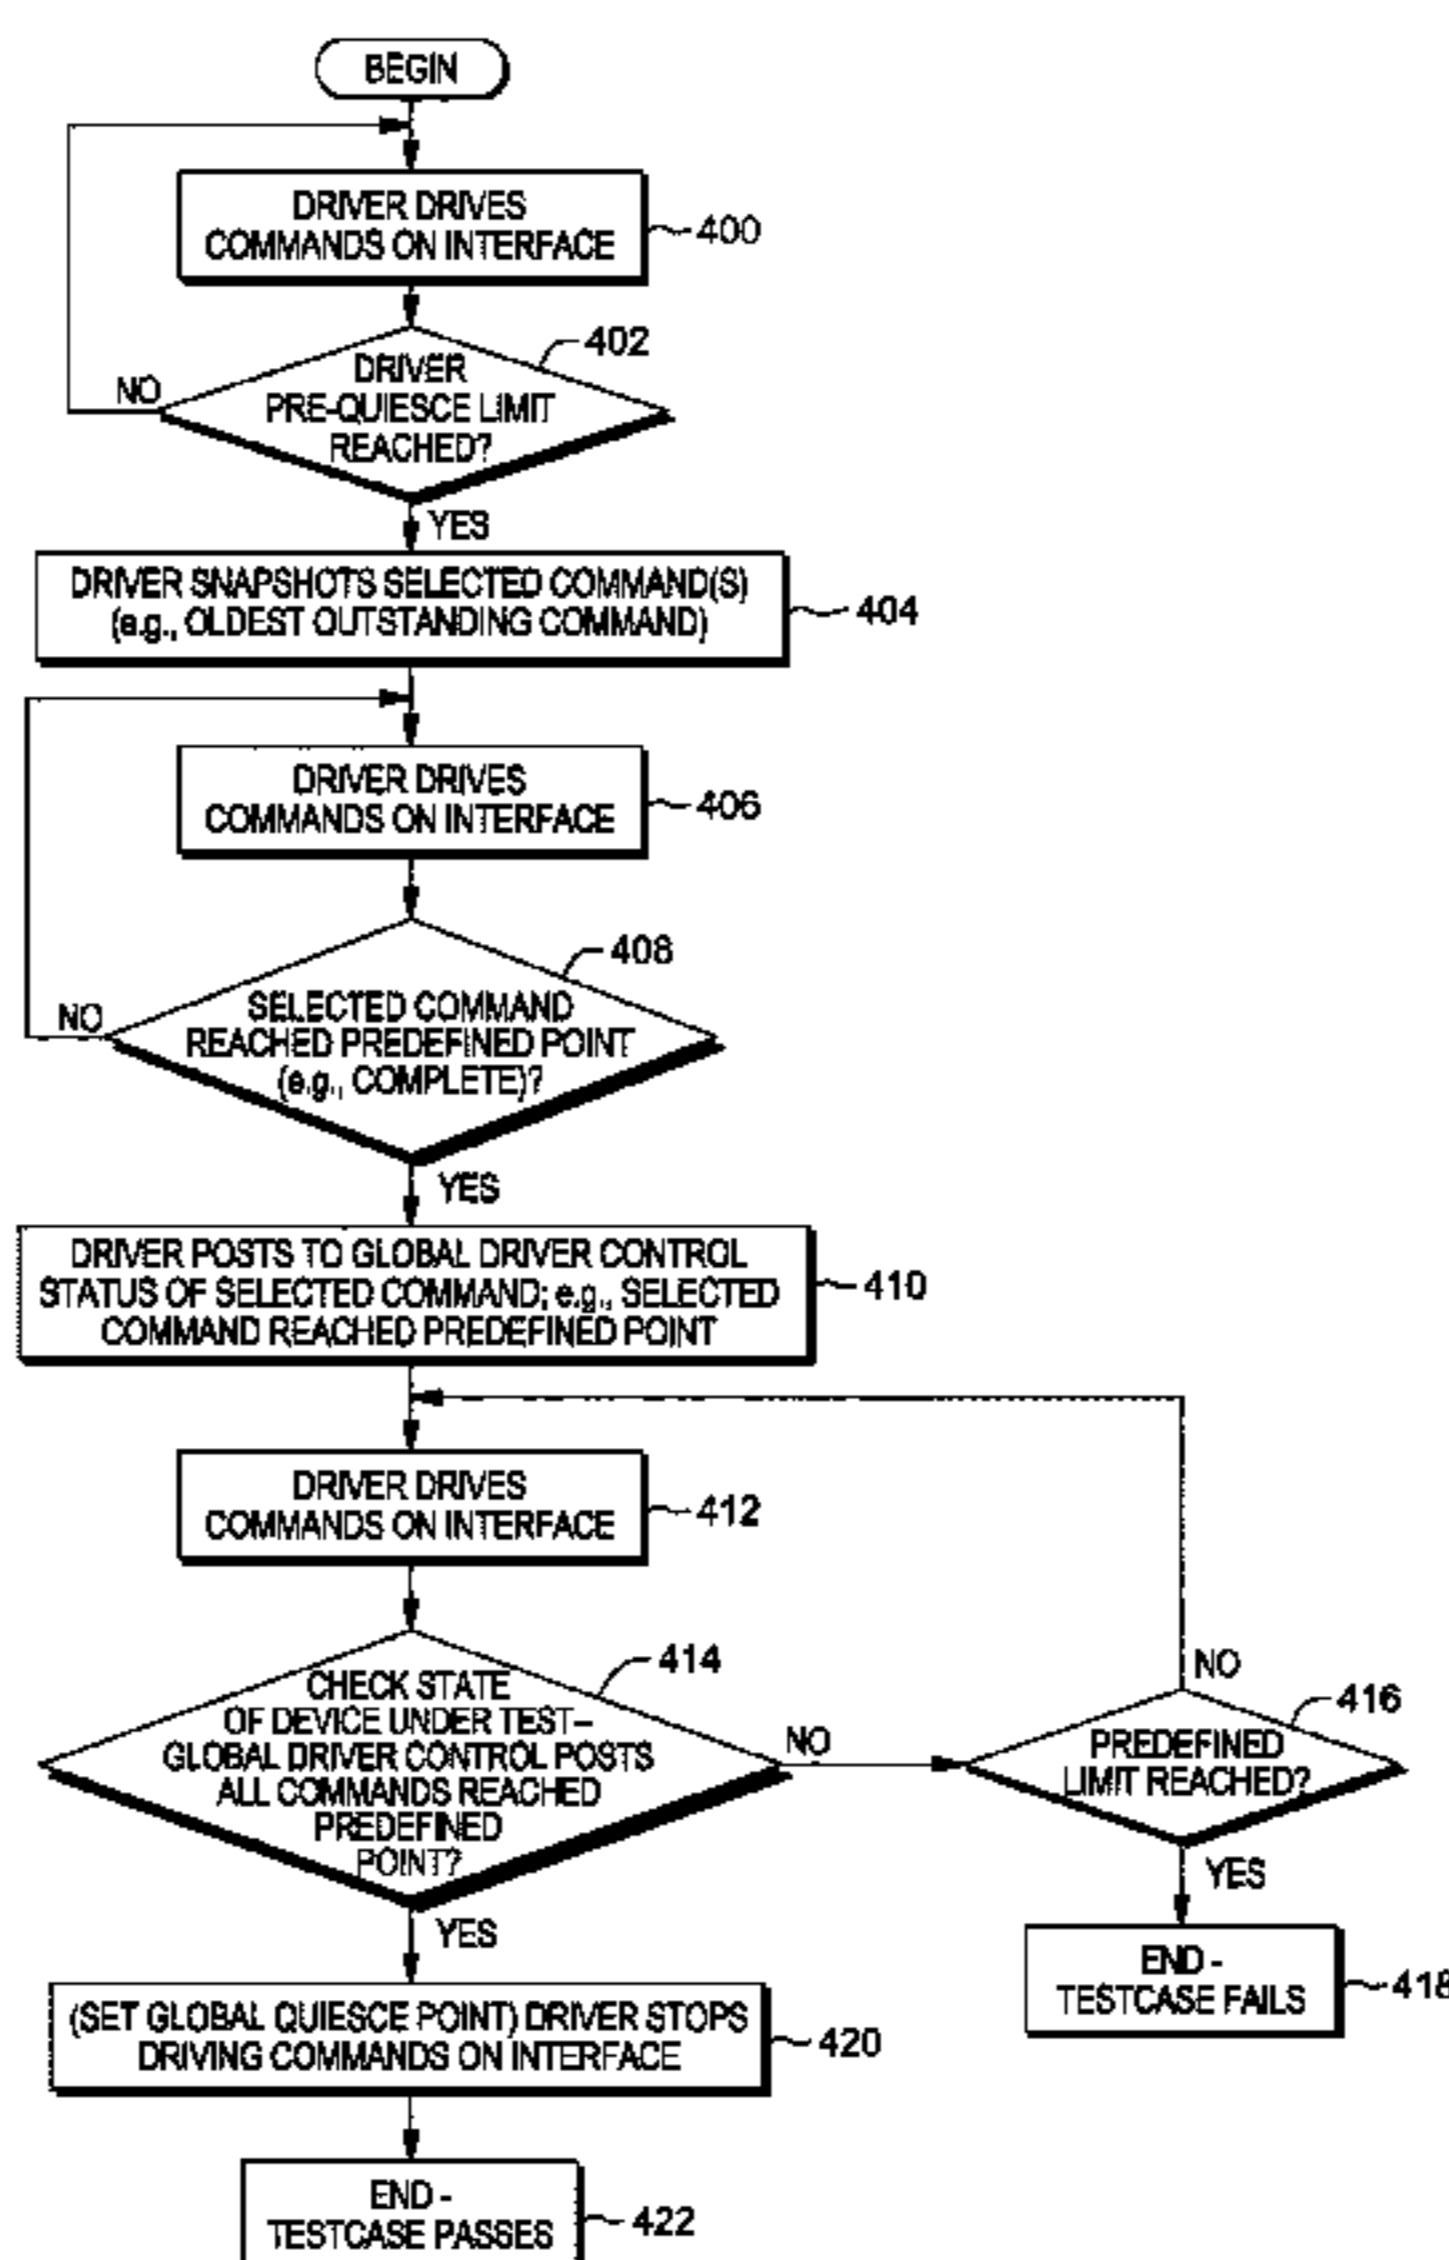 BEGIN
DRIVER DRIVES
COMMANDS ON INTERFACE
400
402
DRIVER
PRE-QUIESCE LIMIT
REACHED?
NO
YES
DRIVER SNAPSHOTS SELECTED COMMAND(S)
(e.g., OLDEST OUTSTANDING COMMAND)
404
DRIVER DRIVES
COMMANDS ON INTERFACE
406
408
SELECTED COMMAND
REACHED PREDEFINED POINT
(e.g., COMPLETE)?
NO
YES
DRIVER POSTS TO GLOBAL DRIVER CONTROL
STATUS OF SELECTED COMMAND; e.g., SELECTED
COMMAND REACHED PREDEFINED POINT
410
DRIVER DRIVES
COMMANDS ON INTERFACE
412
414
CHECK STATE
OF DEVICE UNDER TEST–
GLOBAL DRIVER CONTROL POSTS
ALL COMMANDS REACHED
PREDEFINED
POINT?
NO
YES
NO
416
PREDEFINED
LIMIT REACHED?
YES
END -
TESTCASE FAILS
418
(SET GLOBAL QUIESCE POINT) DRIVER STOPS
DRIVING COMMANDS ON INTERFACE
420
END -
TESTCASE PASSES
422